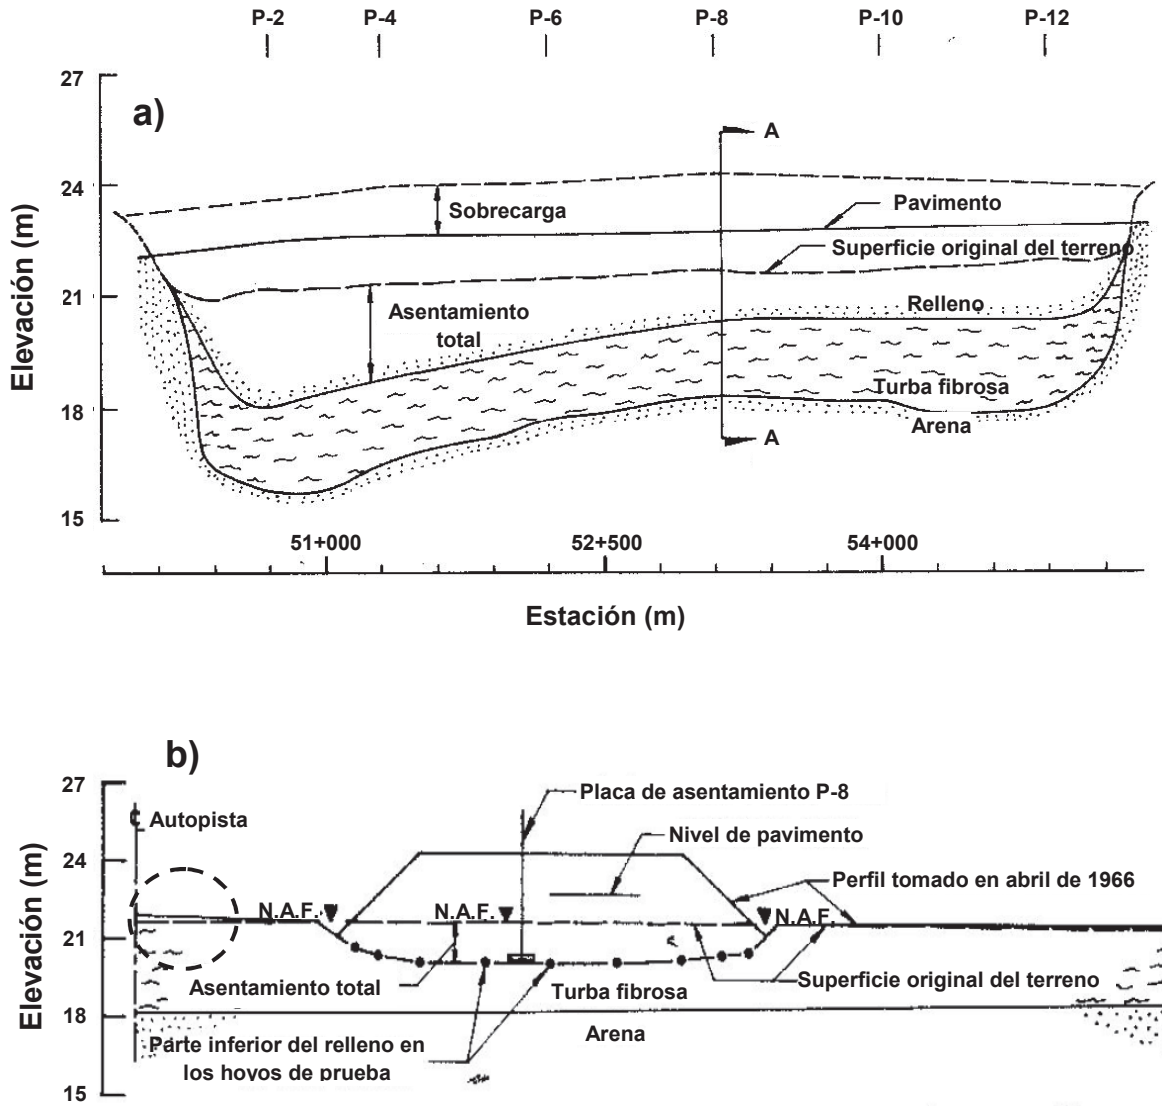 P-2 P-4 P-6 P-8 P-10 P-12
27
a)
A
24
Sobrecarga
Pavimento
Superficie original del terreno
21
Asentamiento
total
Relleno
Turba fibrosa
18
Arena
A
15
Elevación (m)
51+000 52+500 54+000
Estación (m)
b)
27
Placa de asentamiento P-8
℄ Autopista
Nivel de pavimento
24
Perfil tomado en abril de 1966
N.A.F. N.A.F. N.A.F.
21
Asentamiento total
Turba fibrosa
Superficie original del terreno
18
Arena
Parte inferior del relleno en
los hoyos de prueba
15
Elevación (m)